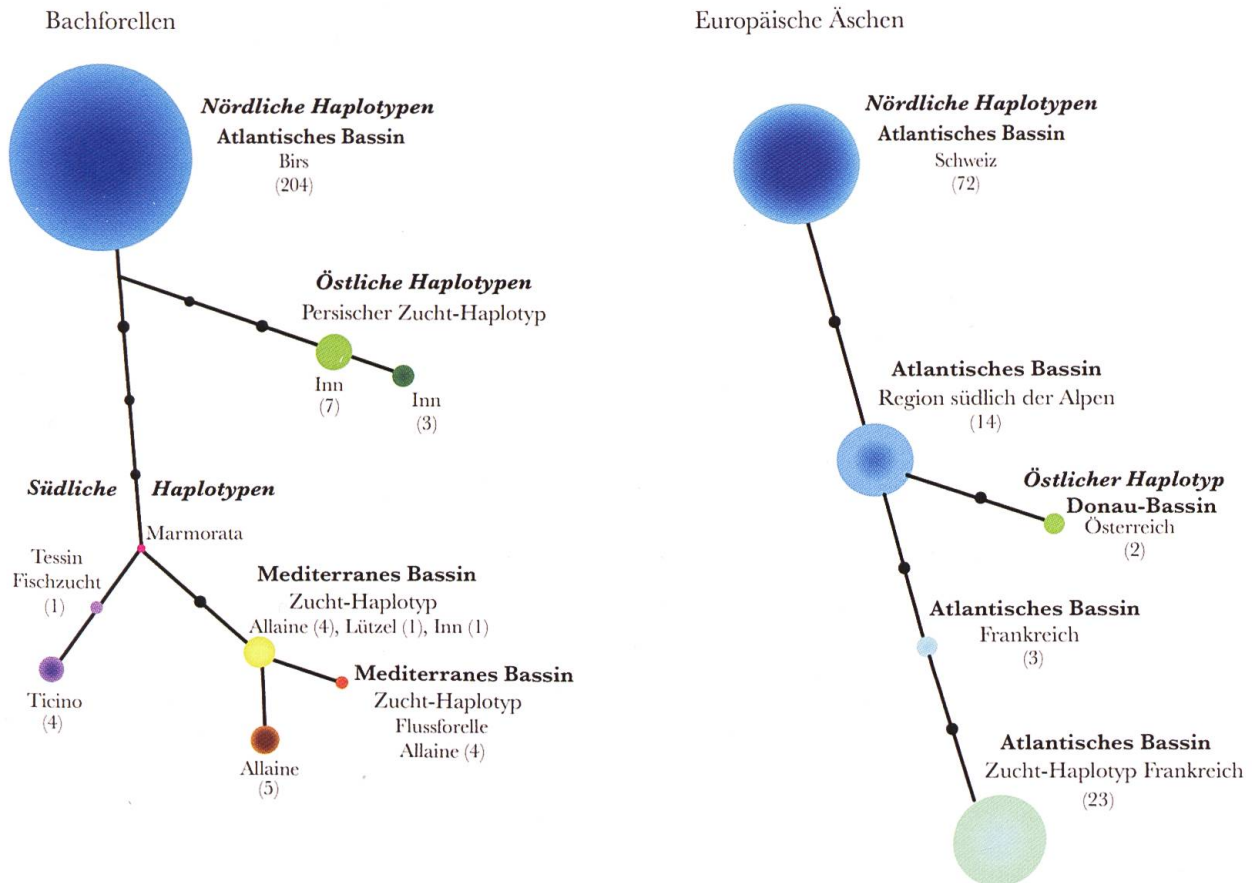 Bachforellen
Nördliche Haplotypen
Atlantisches Bassin
Birs
(204)
Östliche Haplotypen
Persischer Zucht-Haplotyp
Inn
(7)
Inn
(3)
Südliche Haplotypen
Marmorata
Tessin
Fischzucht
(1)
Ticino
(4)
Mediterranes Bassin
Zucht-Haplotyp
Allaine (4), Lützel (1), Inn (1)
Mediterranes Bassin
Zucht-Haplotyp
Flussforelle
Allaine (4)
Allaine
(5)
Europäische Äschen
Nördliche Haplotypen
Atlantisches Bassin
Schweiz
(72)
Atlantisches Bassin
Region südlich der Alpen
(14)
Östlicher Haplotyp
Donau-Bassin
Österreich
(2)
Atlantisches Bassin
Frankreich
(3)
Atlantisches Bassin
Zucht-Haplotyp Frankreich
(23)